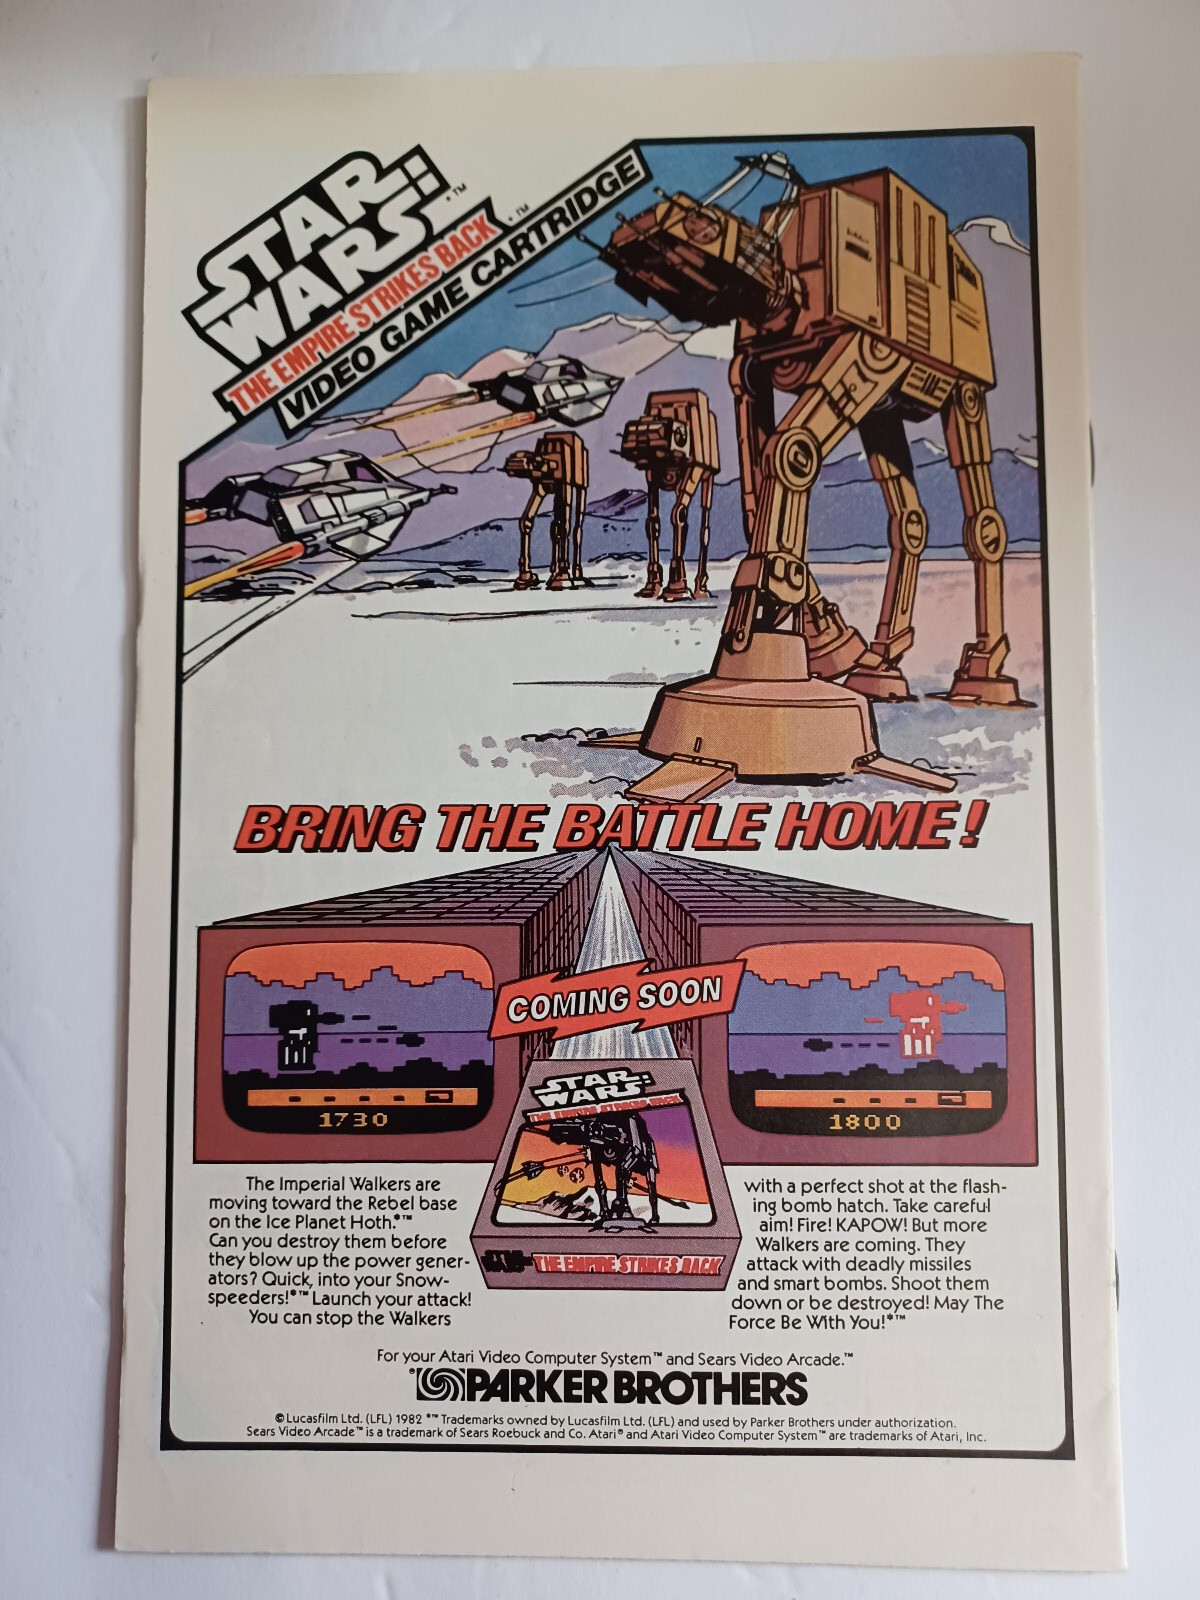 STAR
WARS:™
THE EMPIRE STRIKES BACK.™
VIDEO GAME CARTRIDGE
BRING THE BATTLE HOME!
COMING SOON
1730
1800
STAR
WARS:
THE EMPIRE STRIKES BACK
STAR
WARS
THE EMPIRE STRIKES BACK
The Imperial Walkers are
moving toward the Rebel base
on the Ice Planet Hoth.*™
Can you destroy them before
they blow up the power gener-
ators? Quick, into your Snow-
speeders!*™ Launch your attack!
You can stop the Walkers
with a perfect shot at the flash-
ing bomb hatch. Take careful
aim! Fire! KAPOW! But more
Walkers are coming. They
attack with deadly missiles
and smart bombs. Shoot them
down or be destroyed! May The
Force Be With You!*™
For your Atari Video Computer System™ and Sears Video Arcade.™
®PARKER BROTHERS
© Lucasfilm Ltd. (LFL) 1982 *™ Trademarks owned by Lucasfilm Ltd. (LFL) and used by Parker Brothers under authorization.
Sears Video Arcade™ is a trademark of Sears Roebuck and Co. Atari® and Atari Video Computer System™ are trademarks of Atari, Inc.